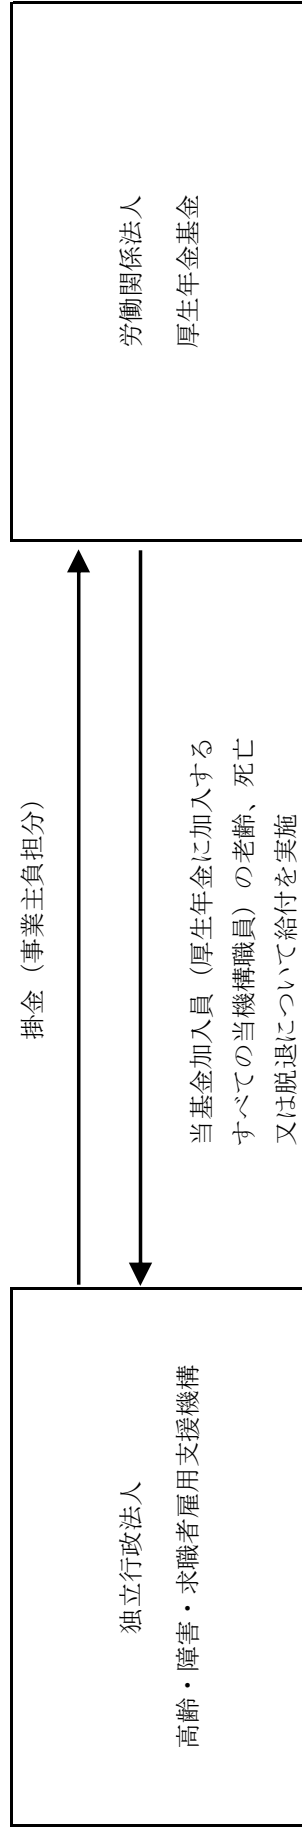 独立行政法人
高齢・障害・求職者雇用支援機構
掛金（事業主負担分）
当基金加入員（厚生年金に加入する
すべての当機構職員）の老齢、死亡
又は脱退について給付を実施
労働関係法人
厚生年金基金